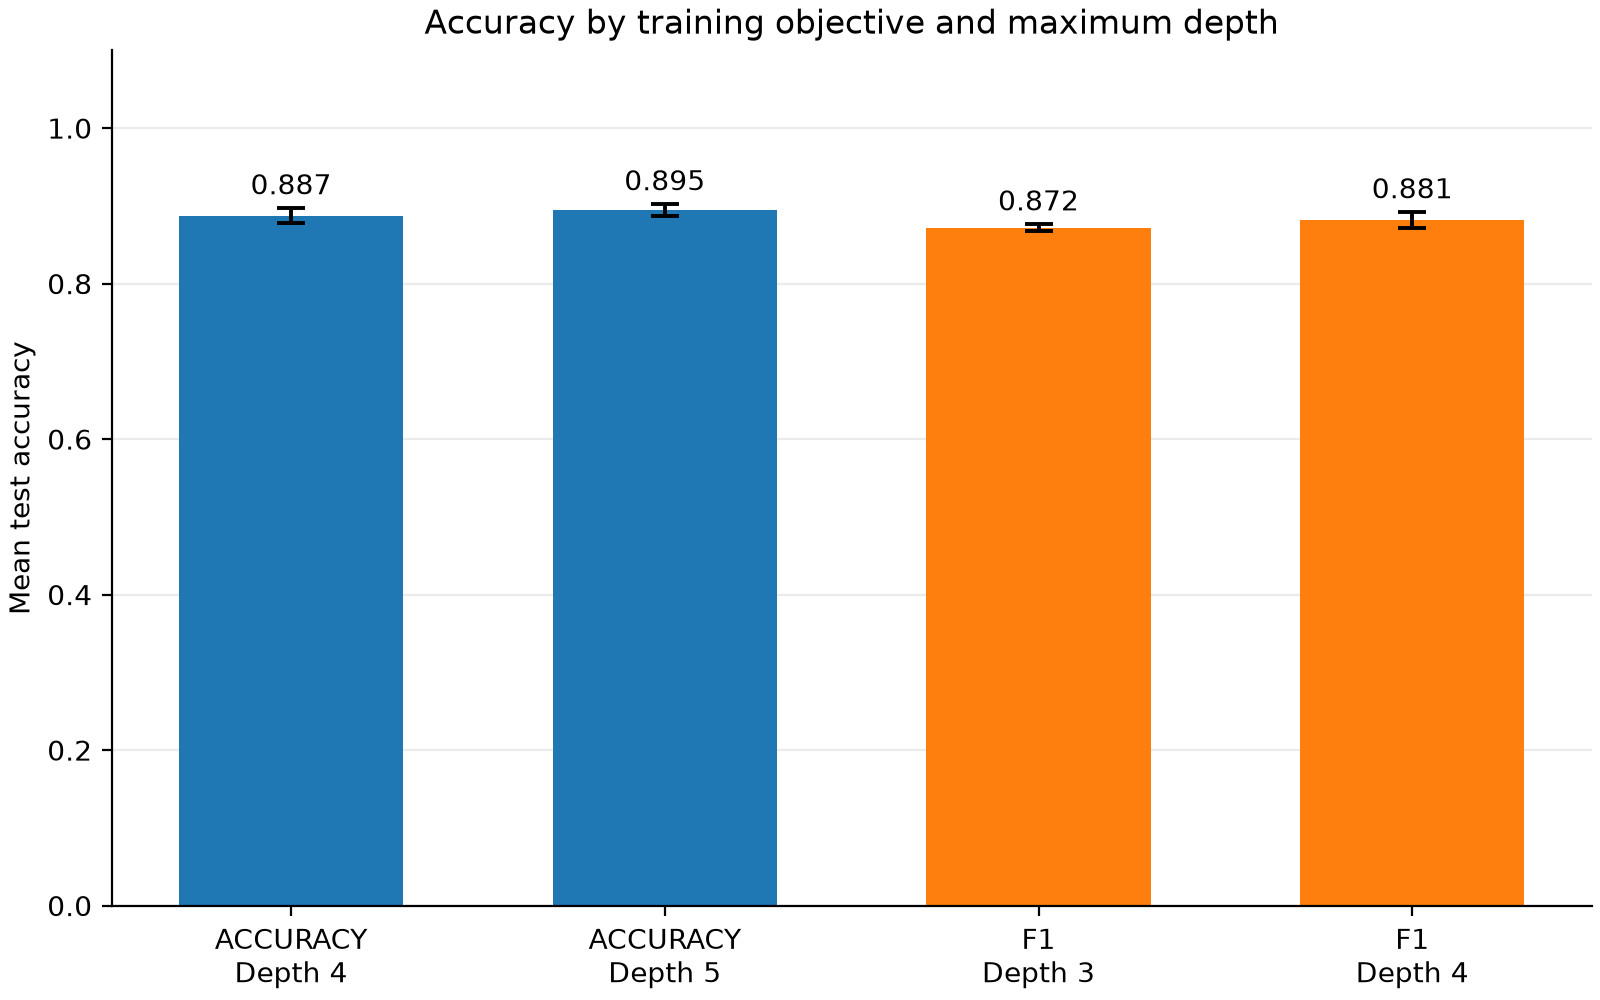 Accuracy by training objective and maximum depth
Mean test accuracy
1.0
0.8
0.6
0.4
0.2
0.0
0.887
0.895
0.872
0.881
ACCURACY
Depth 4
ACCURACY
Depth 5
F1
Depth 3
F1
Depth 4